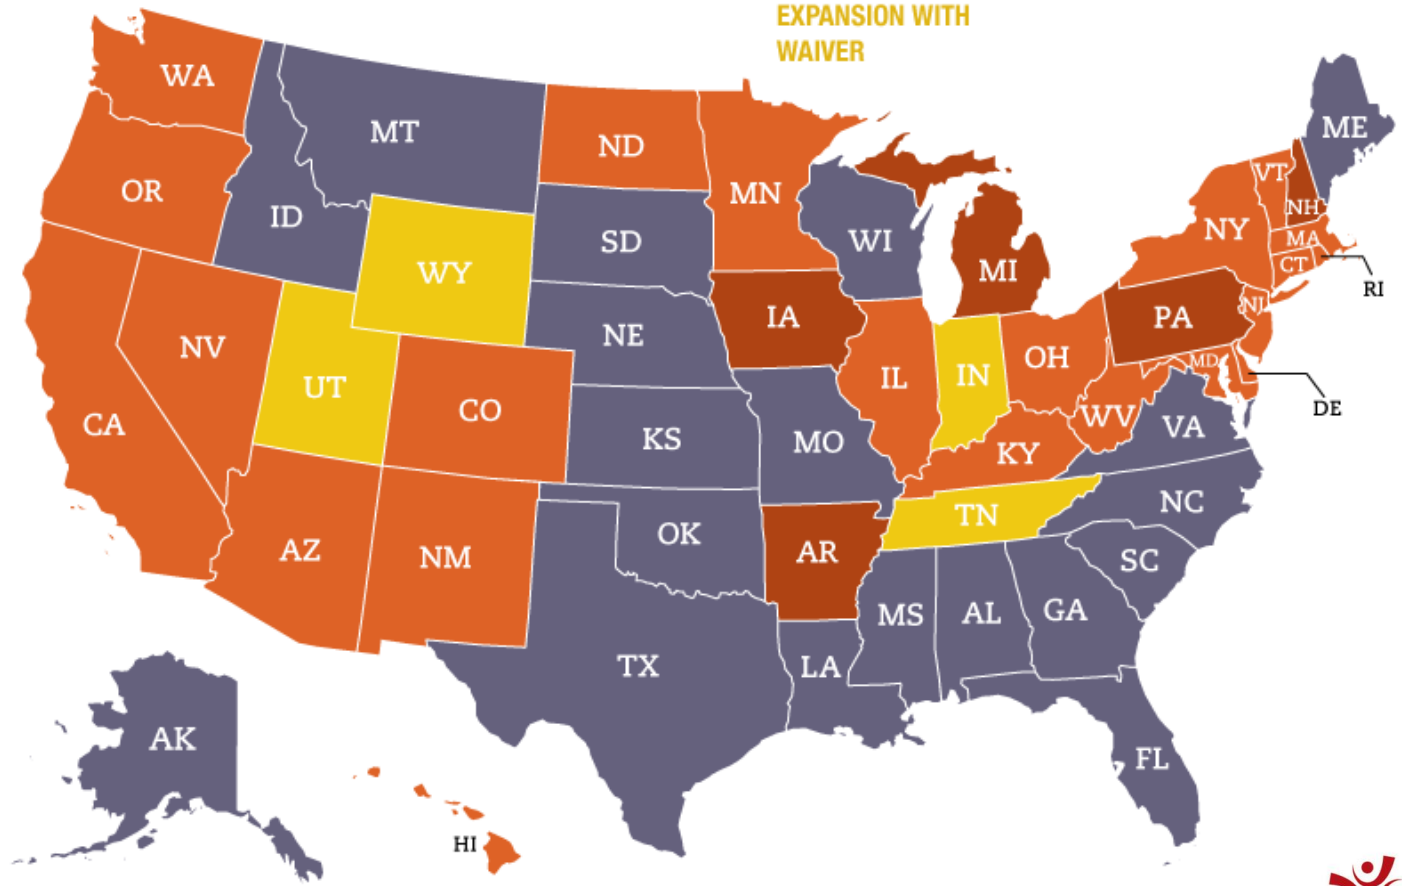 EXPANSION WITH
WAIVER
WA
MT
ND
MN
ME
OR
ID
SD
WI
VT
NH
NY
MA
CT
RI
WY
MI
NV
UT
NE
IA
PA
NJ
CA
CO
IL
IN
OH
MD
DE
KS
MO
WV
VA
KY
AZ
NM
OK
AR
TN
NC
SC
TX
LA
MS
AL
GA
AK
HI
FL